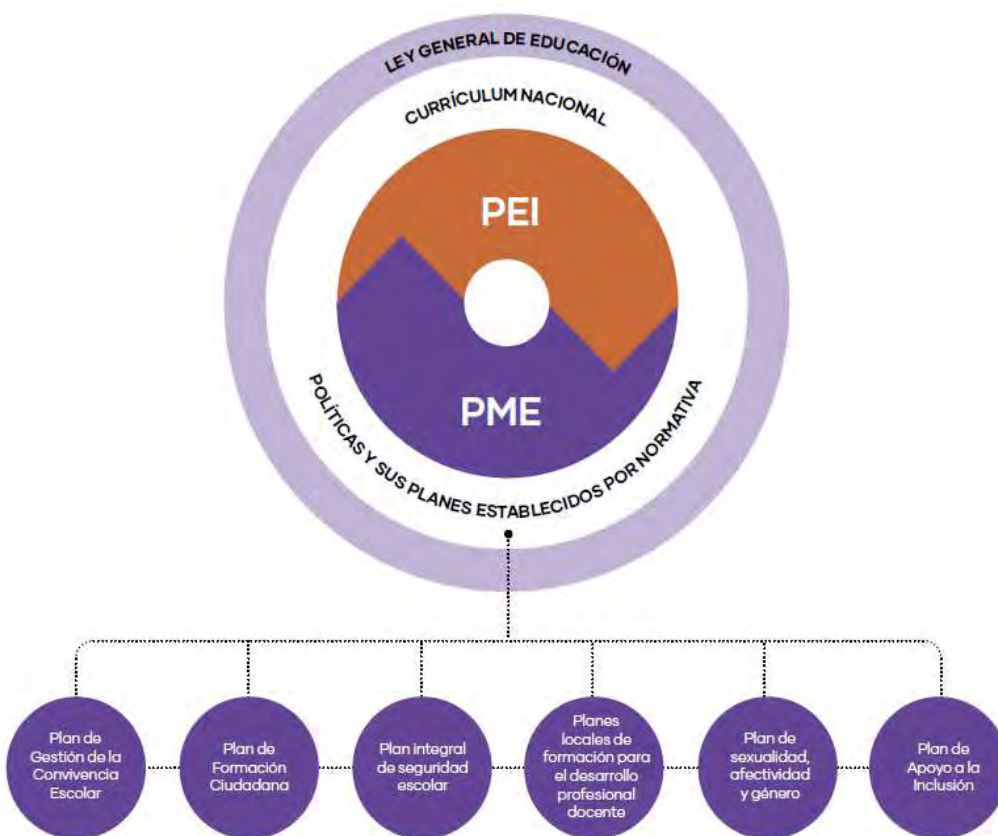 LEY GENERAL DE EDUCACIÓN
CURRÍCULUM NACIONAL
PEI
PME
POLÍTICAS Y SUS PLANES ESTABLECIDOS POR NORMATIVA
Plan de
Gestión de la
Convivencia
Escolar
Plan de
Formación
Ciudadana
Plan integral
de seguridad
escolar
Planes
locales de
formación para
el desarrollo
profesional
docente
Plan de
sexualidad,
afectividad
y género
Plan de
Apoyo a la
Inclusión